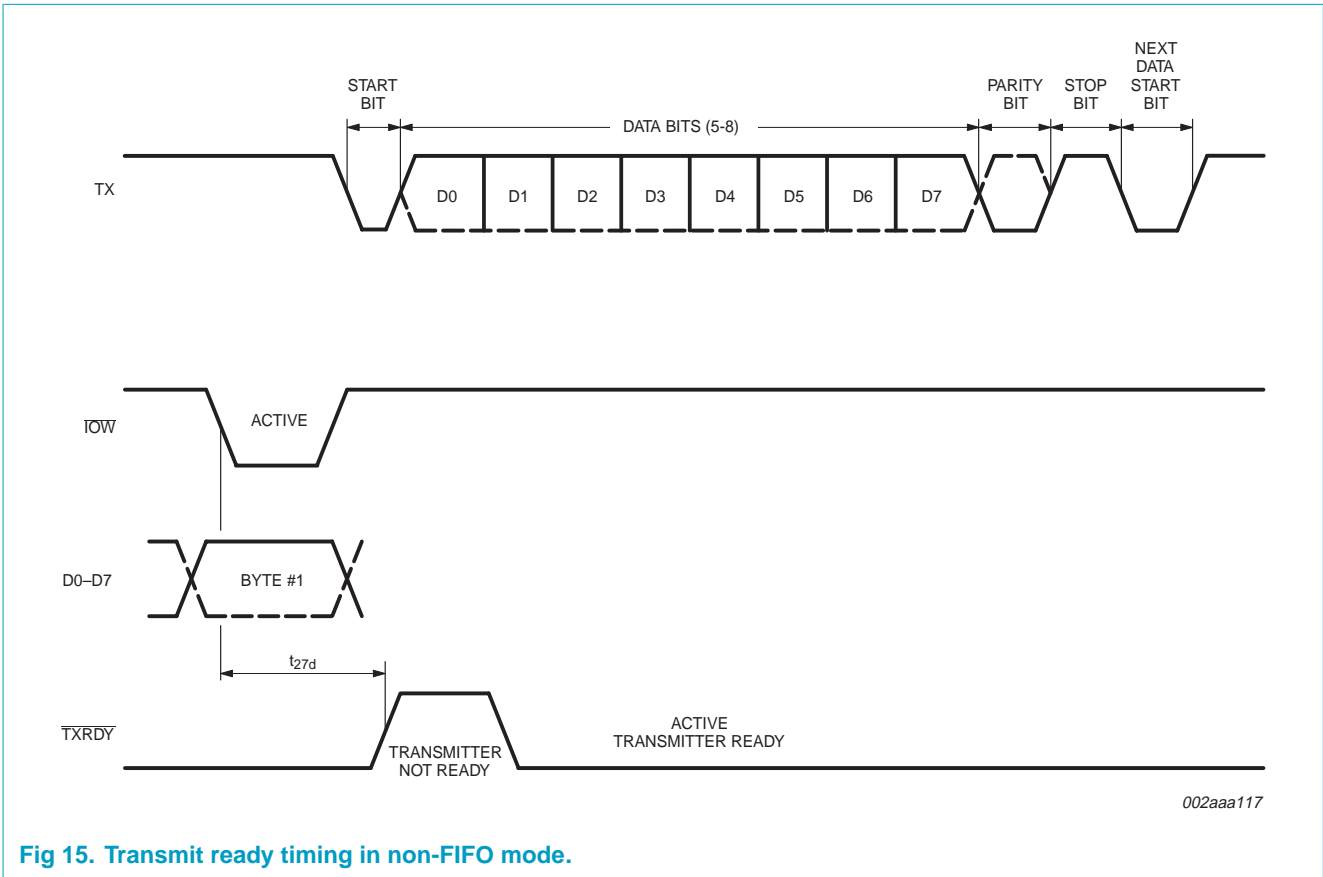 START
BIT
DATA BITS (5-8)
PARITY
BIT
STOP
BIT
NEXT
DATA
START
BIT
TX
D0
D1
D2
D3
D4
D5
D6
D7
IOW
ACTIVE
D0–D7
BYTE #1
t27d
TXRDY
TRANSMITTER
NOT READY
ACTIVE
TRANSMITTER READY
002aaa117
Fig 15. Transmit ready timing in non-FIFO mode.